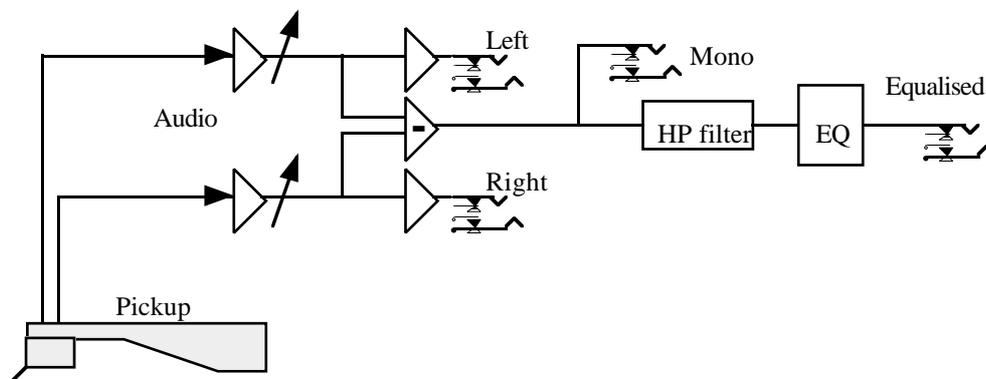 Left
Mono
Equalised
Audio
HP filter
EQ
Right
Pickup